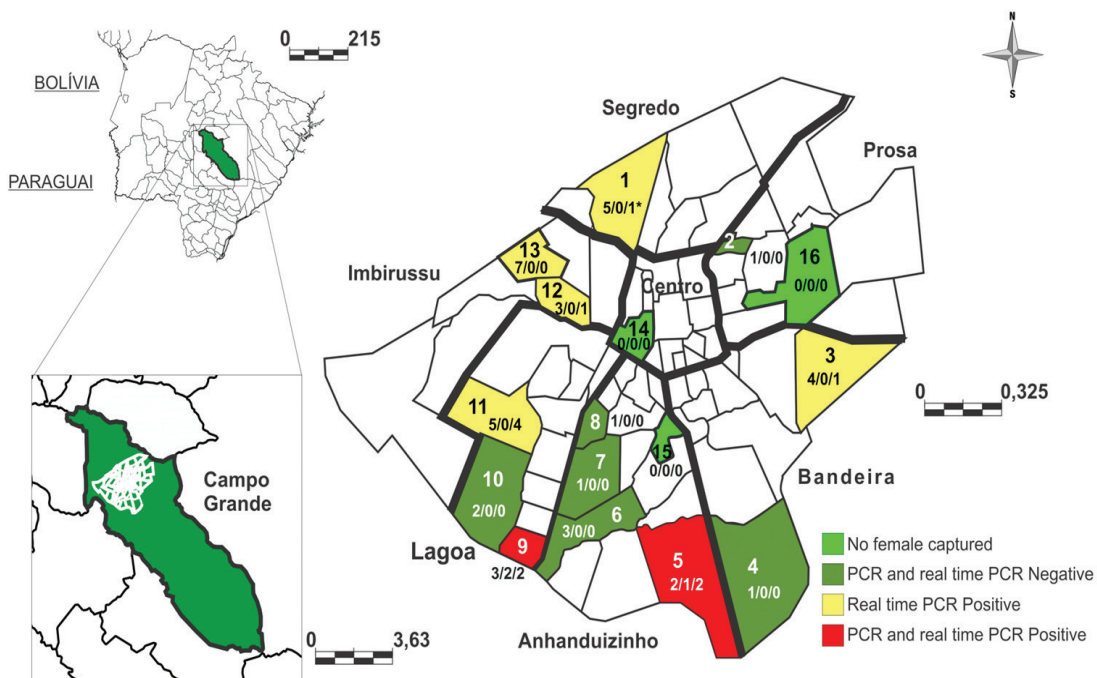 0 215
BOLÍVIA
PARAGUAI
N
S
Segredo
Prosa
1
5/0/1*
2
1/0/0
16
0/0/0
13
7/0/0
Imbirussu
12
3/0/1
Centro
14
0/0/0
3
4/0/1
0 0,325
11
5/0/4
8
1/0/0
15
0/0/0
7
1/0/0
10
2/0/0
Bandeira
6
3/0/0
9
3/2/2
Lagoa
5
2/1/2
4
1/0/0
Anhanduizinho
Campo
Grande
0 3,63
No female captured
PCR and real time PCR Negative
Real time PCR Positive
PCR and real time PCR Positive